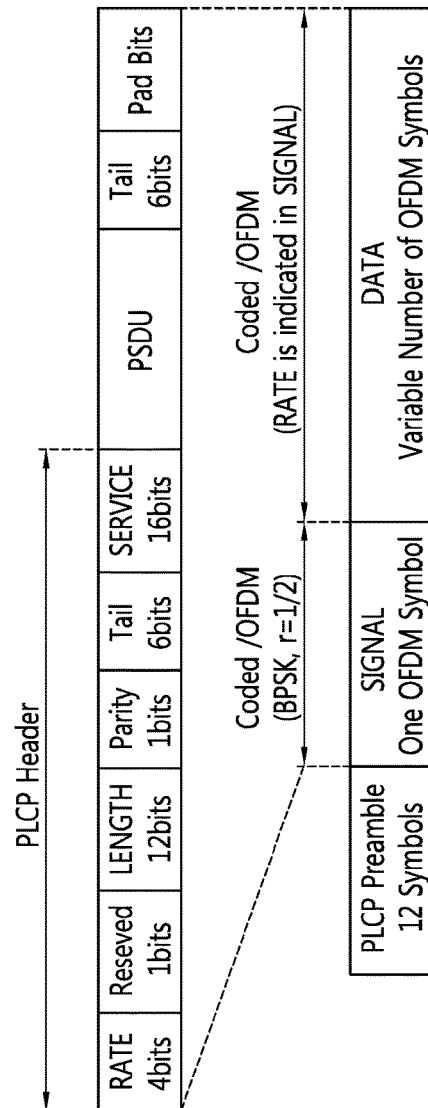 PLCP Header
RATE
4bits
Reseved
1bits
LENGTH
12bits
Parity
1bits
Tail
6bits
SERVICE
16bits
PSDU
Tail
6bits
Pad Bits
Coded /OFDM
(BPSK, r=1/2)
Coded /OFDM
(RATE is indicated in SIGNAL)
PLCP Preamble
12 Symbols
SIGNAL
One OFDM Symbol
DATA
Variable Number of OFDM Symbols